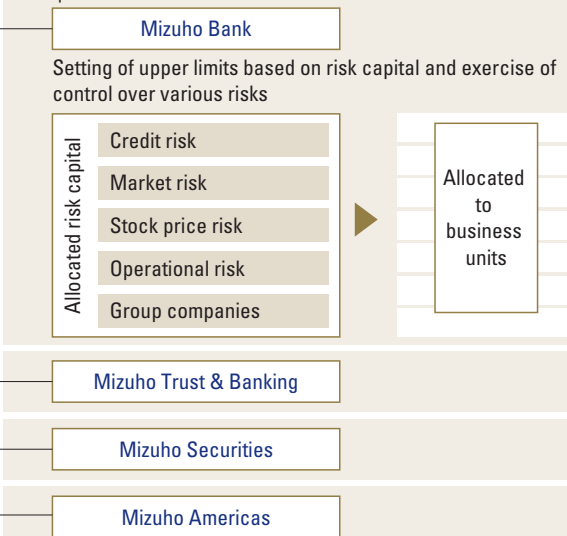 Mizuho Bank
Setting of upper limits based on risk capital and exercise of
control over various risks
Allocated risk capital
Credit risk
Market risk
Stock price risk
Operational risk
Group companies
Allocated
to
business
units
Mizuho Trust & Banking
Mizuho Securities
Mizuho Americas